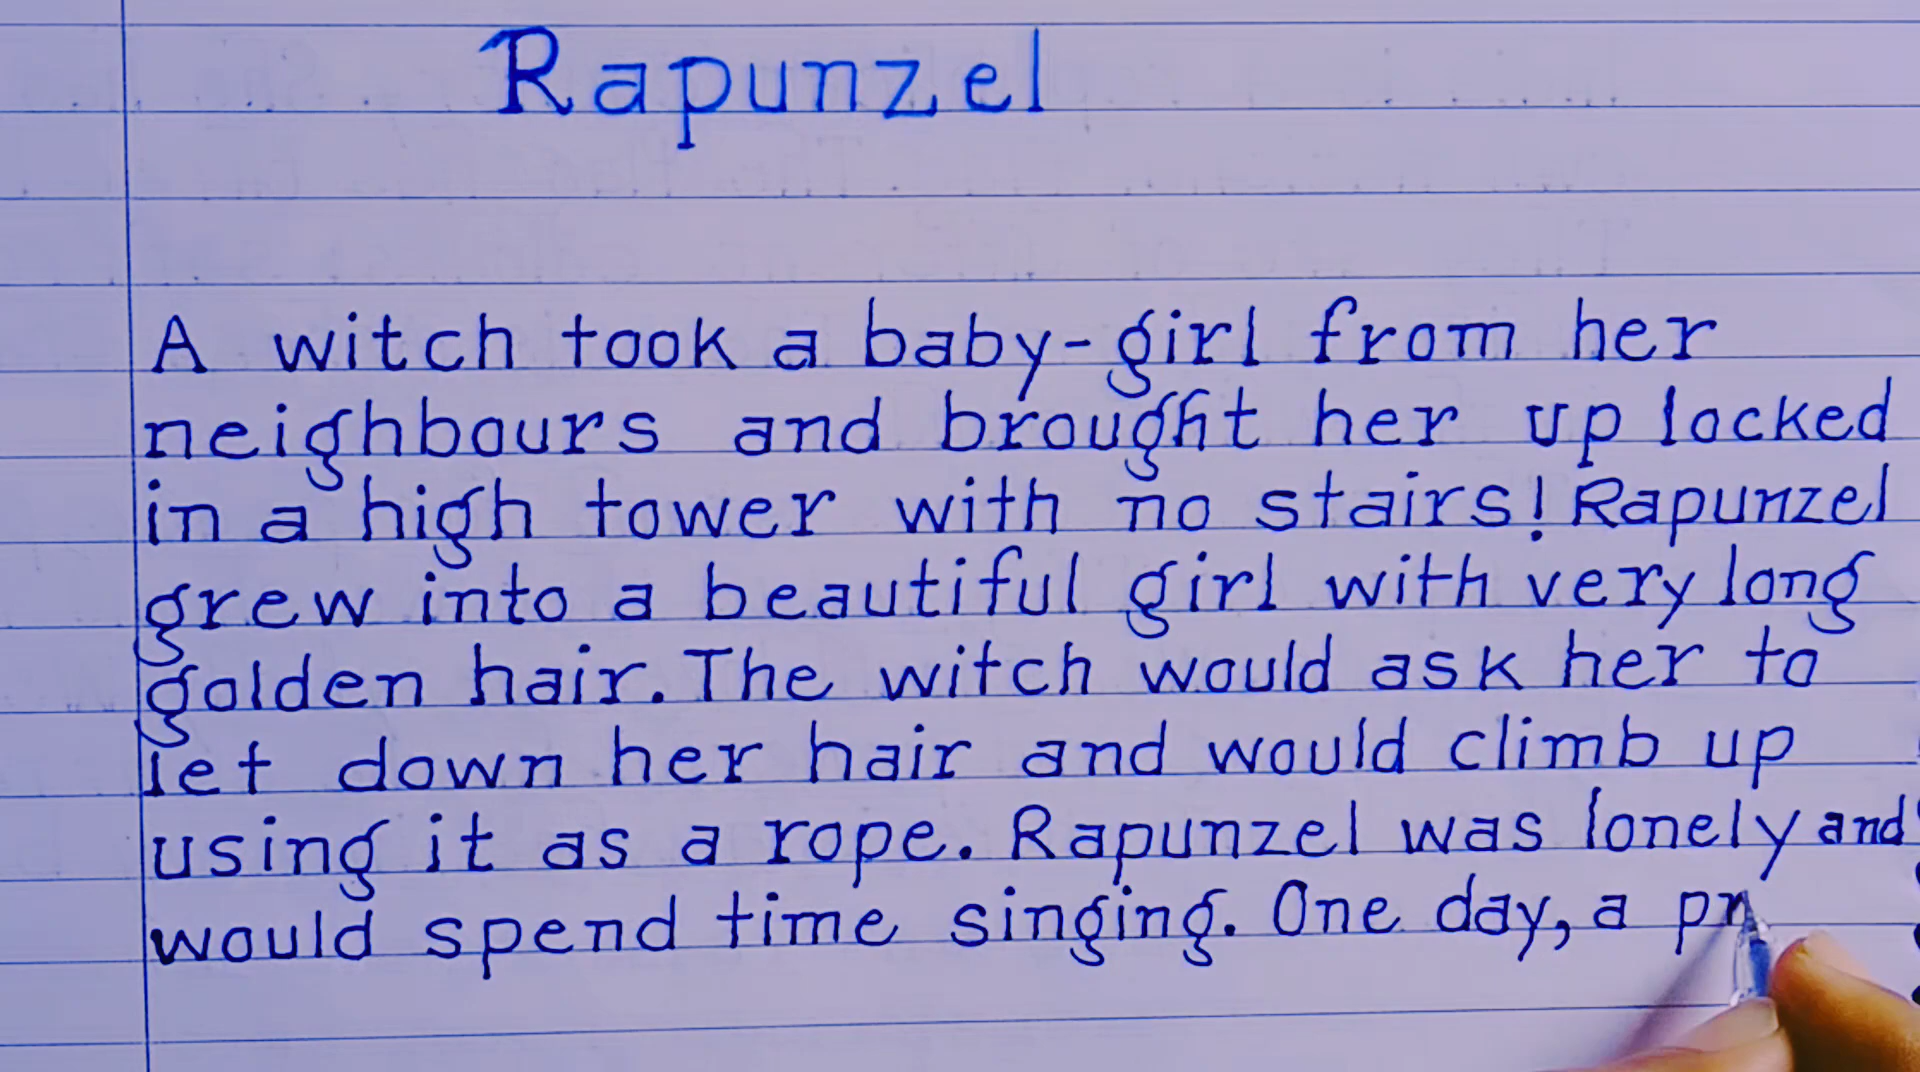 Rapunzel
A witch took a baby-girl from her
neighbours and brought her up locked
in a high tower with no stairs! Rapunzel
grew into a beautiful girl with very long
golden hair. The witch would ask her to
let down her hair and would climb up
using it as a rope. Rapunzel was lonely and
would spend time singing. One day, a pr